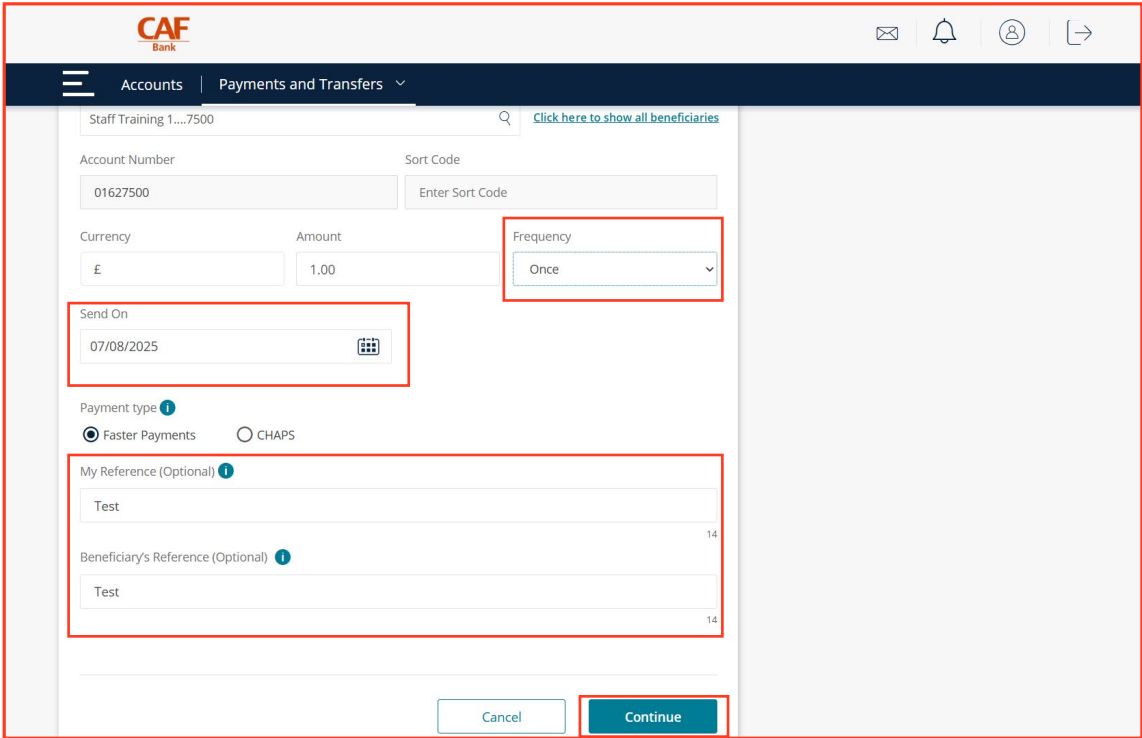 CAF
Bank
Accounts | Payments and Transfers
Staff Training 1....7500 Click here to show all beneficiaries
Account Number Sort Code
01627500 Enter Sort Code
Currency Amount Frequency
£ 1.00 Once
Send On
07/08/2025
Payment type i
Faster Payments CHAPS
My Reference (Optional) i
Test
14
Beneficiary's Reference (Optional) i
Test
14
Cancel Continue